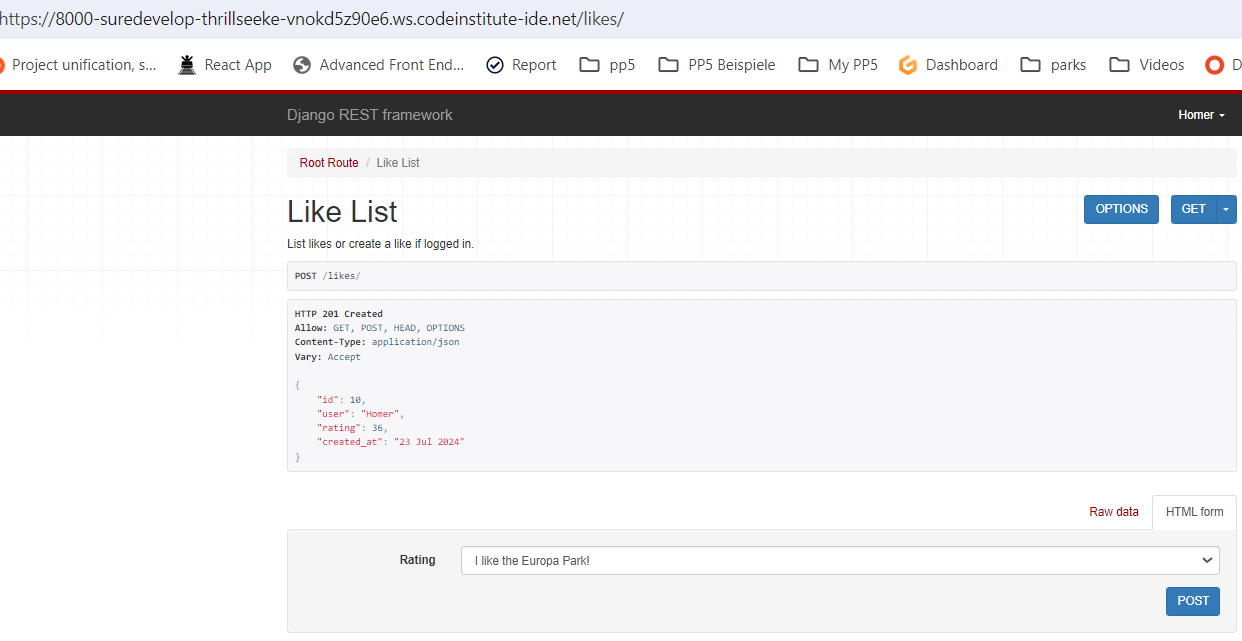 https://8000-suredevelop-thrillseeke-vnokd5z90e6.ws.codeinstitute-ide.net/likes/
Project unification, s... React App Advanced Front End... Report pp5 PP5 Beispiele My PP5 Dashboard parks Videos D
Django REST framework Homer
Root Route / Like List
Like List OPTIONS GET
List likes or create a like if logged in.
POST /likes/
HTTP 201 Created
Allow: GET, POST, HEAD, OPTIONS
Content-Type: application/json
Vary: Accept
{
"id": 10,
"user": "Homer",
"rating": 36,
"created_at": "23 Jul 2024"
}
Raw data HTML form
Rating I like the Europa Park!
POST